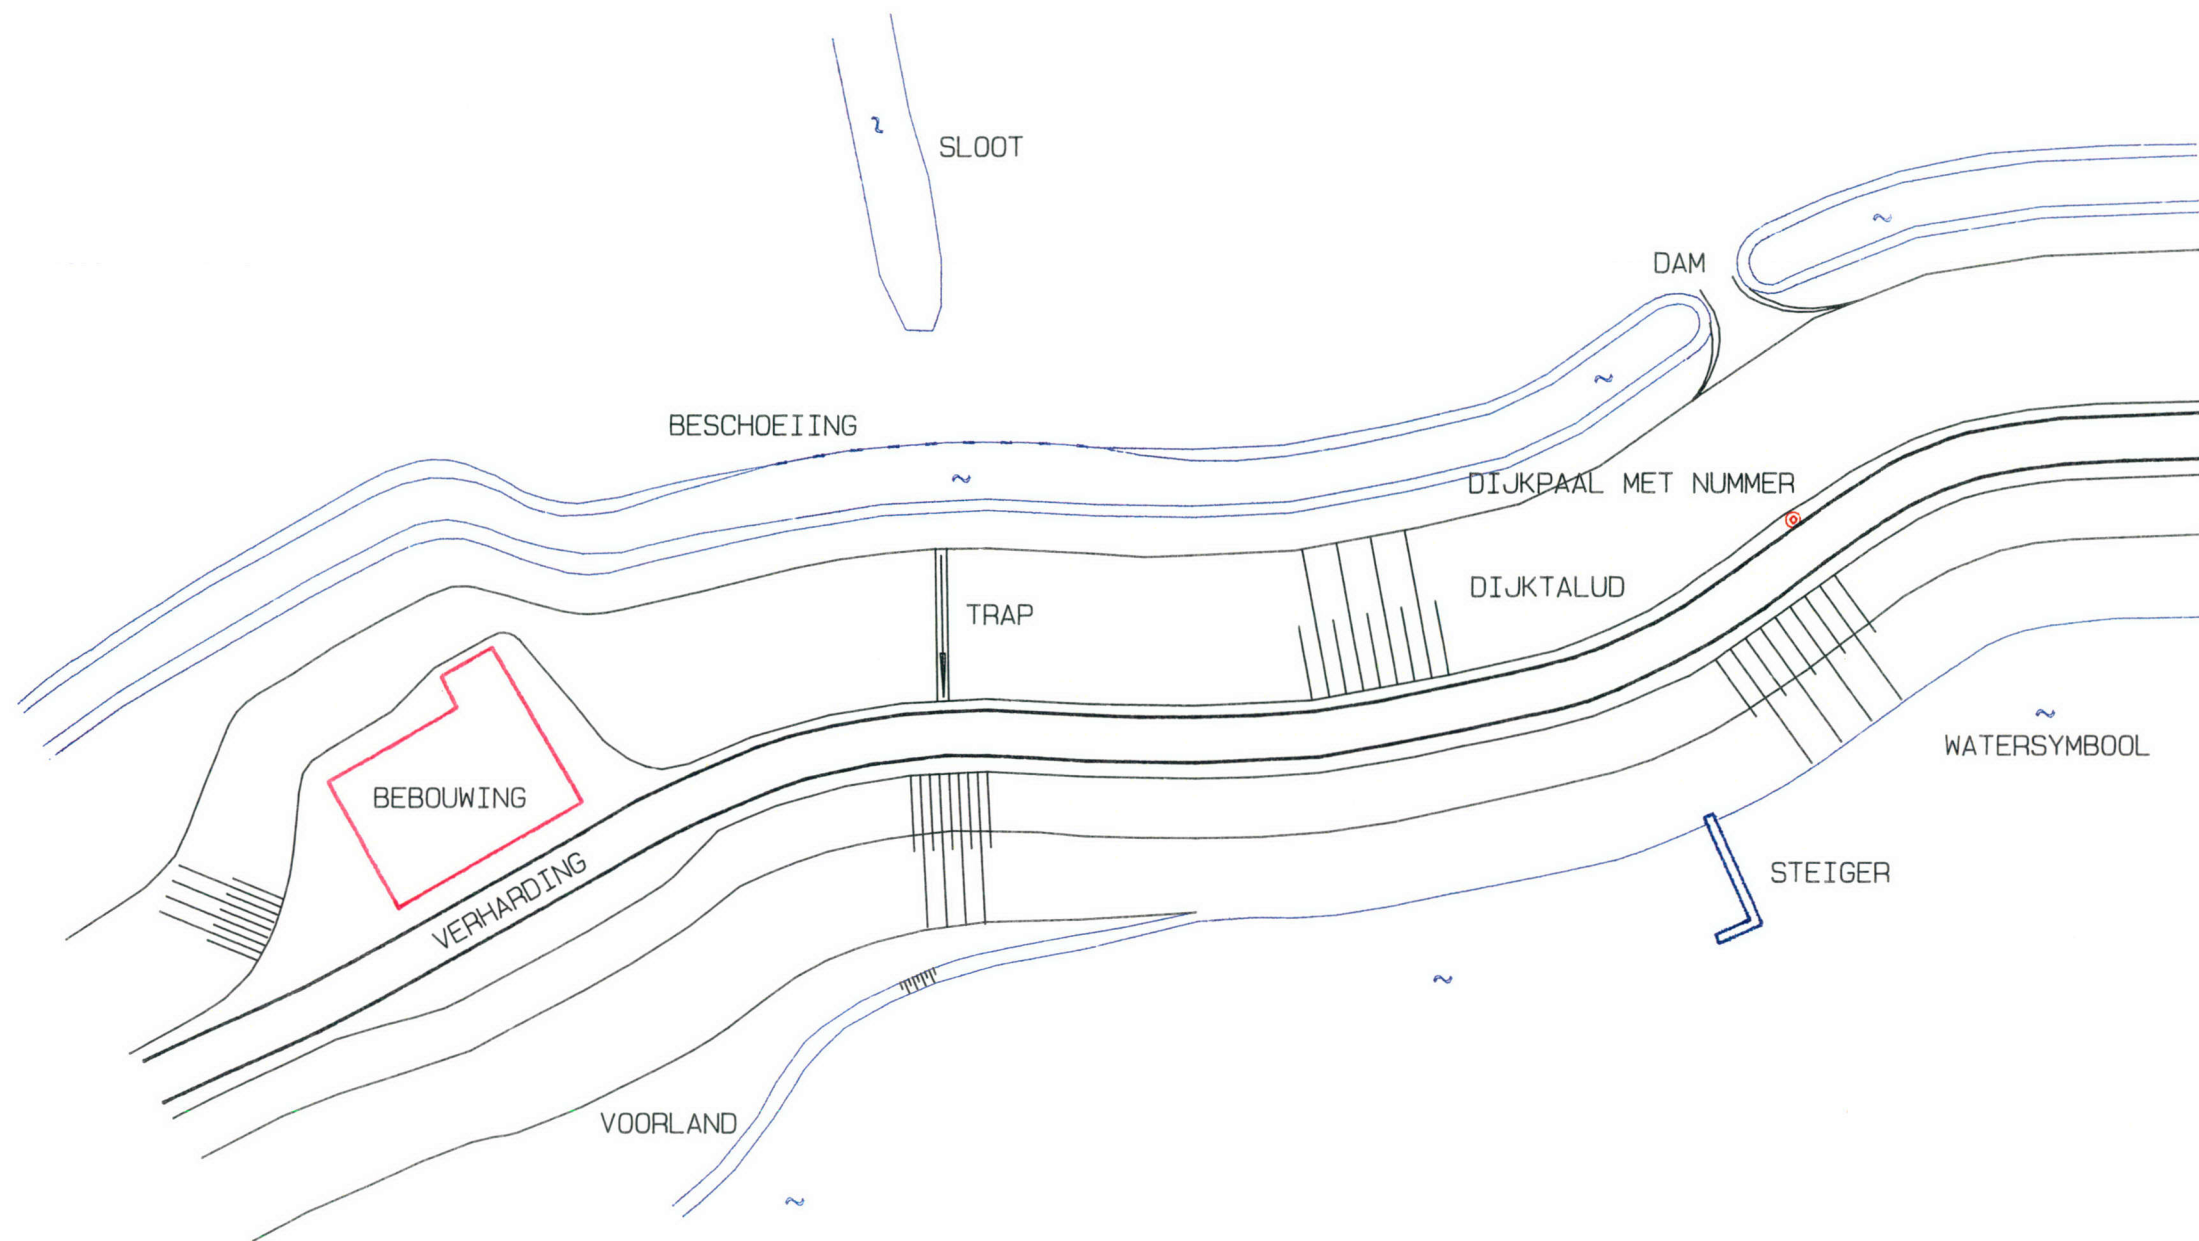 SLOOT
DAM
BESCHOEIING
DIJKPAAL MET NUMMER
DIJKTALUD
TRAP
WATERSYMBOOL
BEBOUWING
STEIGER
VERHARDING
VOORLAND